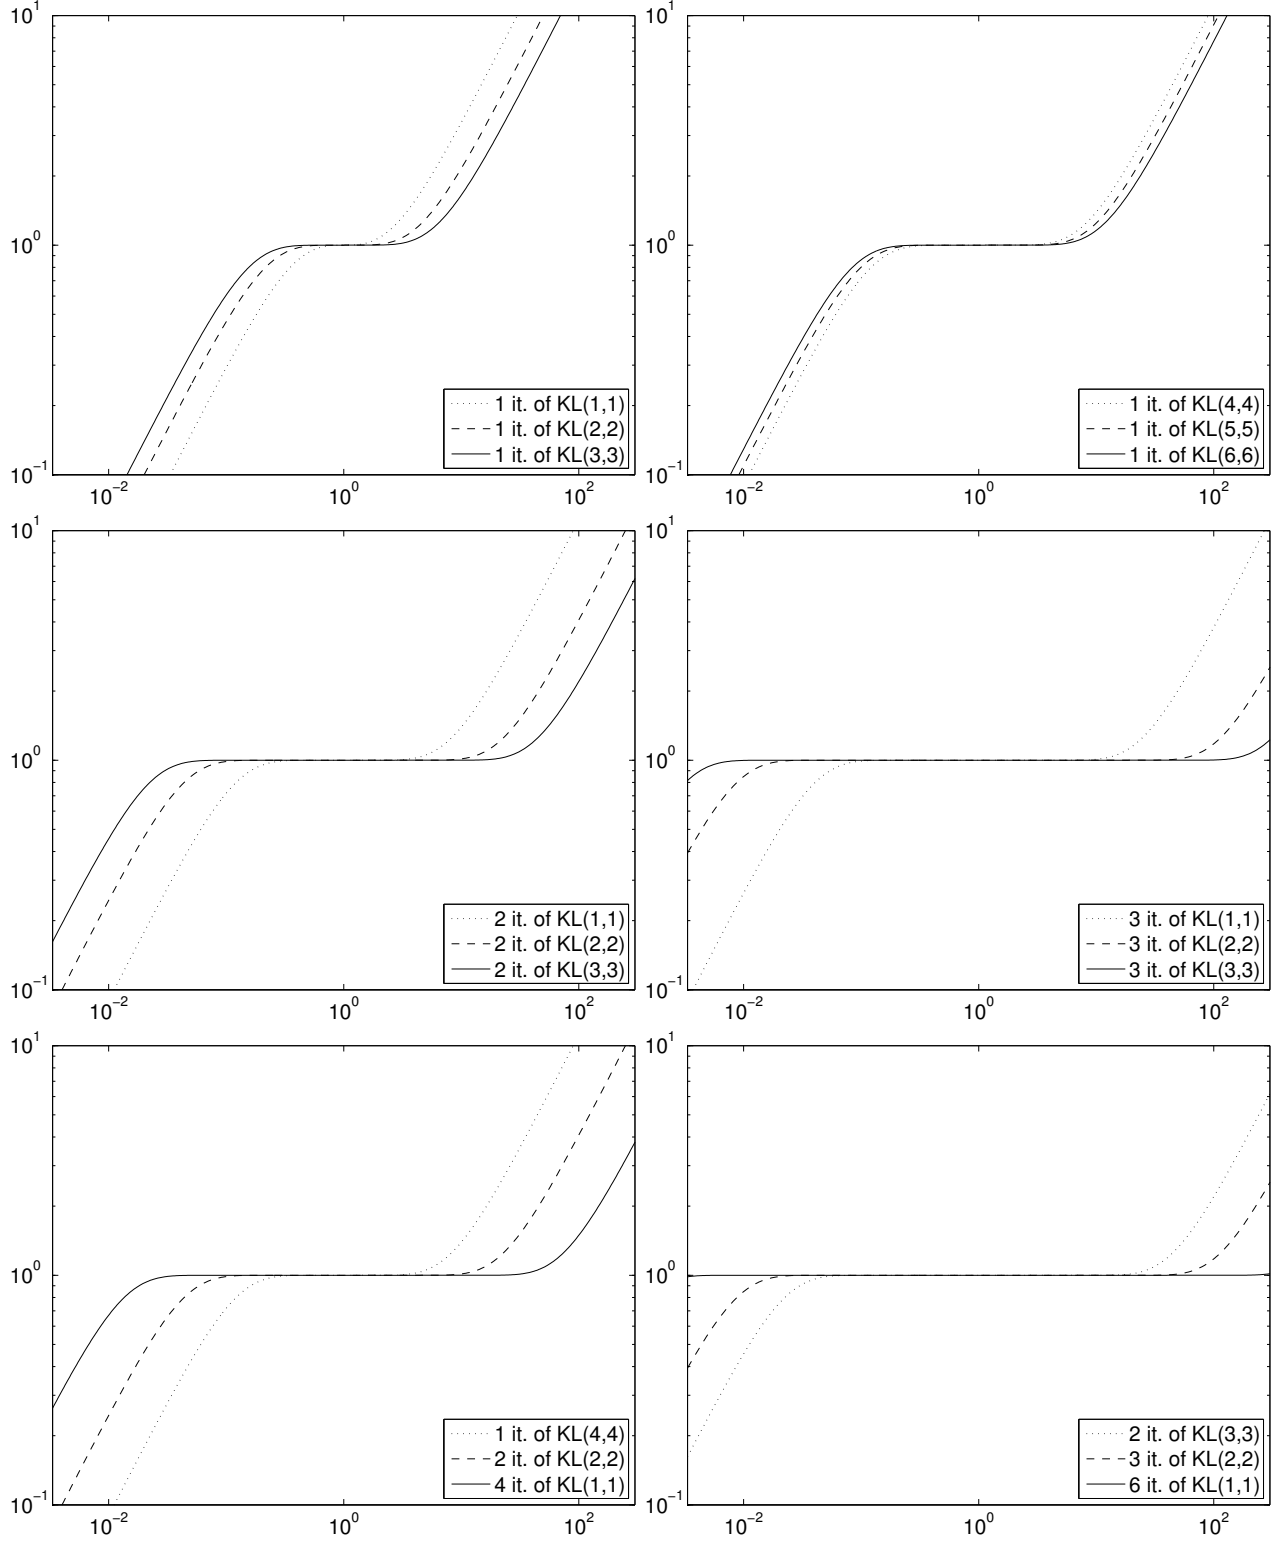 10^1
10^0
10^-1
10^-2 10^0 10^2
1 it. of KL(1,1)
1 it. of KL(2,2)
1 it. of KL(3,3)
10^1
10^0
10^-1
10^-2 10^0 10^2
1 it. of KL(4,4)
1 it. of KL(5,5)
1 it. of KL(6,6)
10^1
10^0
10^-1
10^-2 10^0 10^2
2 it. of KL(1,1)
2 it. of KL(2,2)
2 it. of KL(3,3)
10^1
10^0
10^-1
10^-2 10^0 10^2
3 it. of KL(1,1)
3 it. of KL(2,2)
3 it. of KL(3,3)
10^1
10^0
10^-1
10^-2 10^0 10^2
1 it. of KL(4,4)
2 it. of KL(2,2)
4 it. of KL(1,1)
10^1
10^0
10^-1
10^-2 10^0 10^2
2 it. of KL(3,3)
3 it. of KL(2,2)
6 it. of KL(1,1)